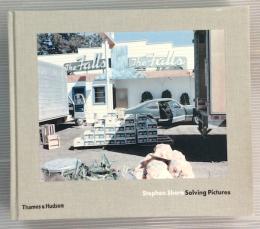 The Falls
The Falls
Stephen Shore Solving Pictures
Thames & Hudson